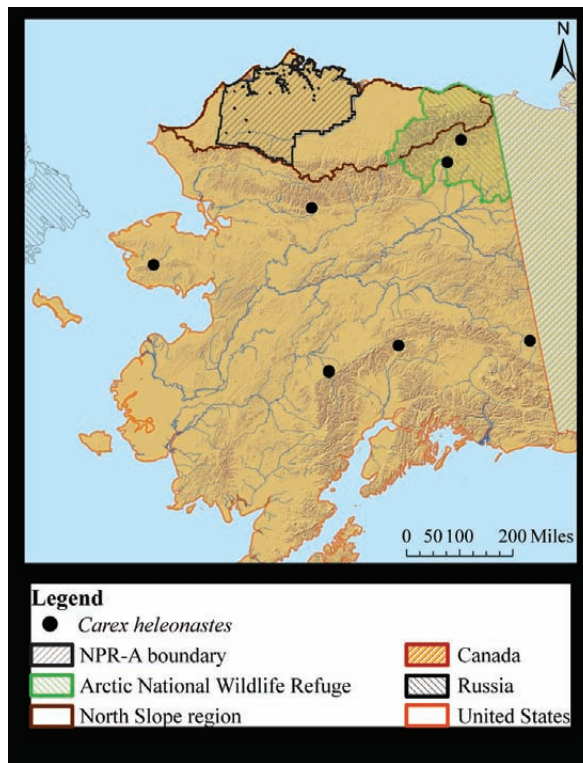 N
0 50 100 200 Miles
Legend
Carex heleonastes
NPR-A boundary Canada
Arctic National Wildlife Refuge Russia
North Slope region United States